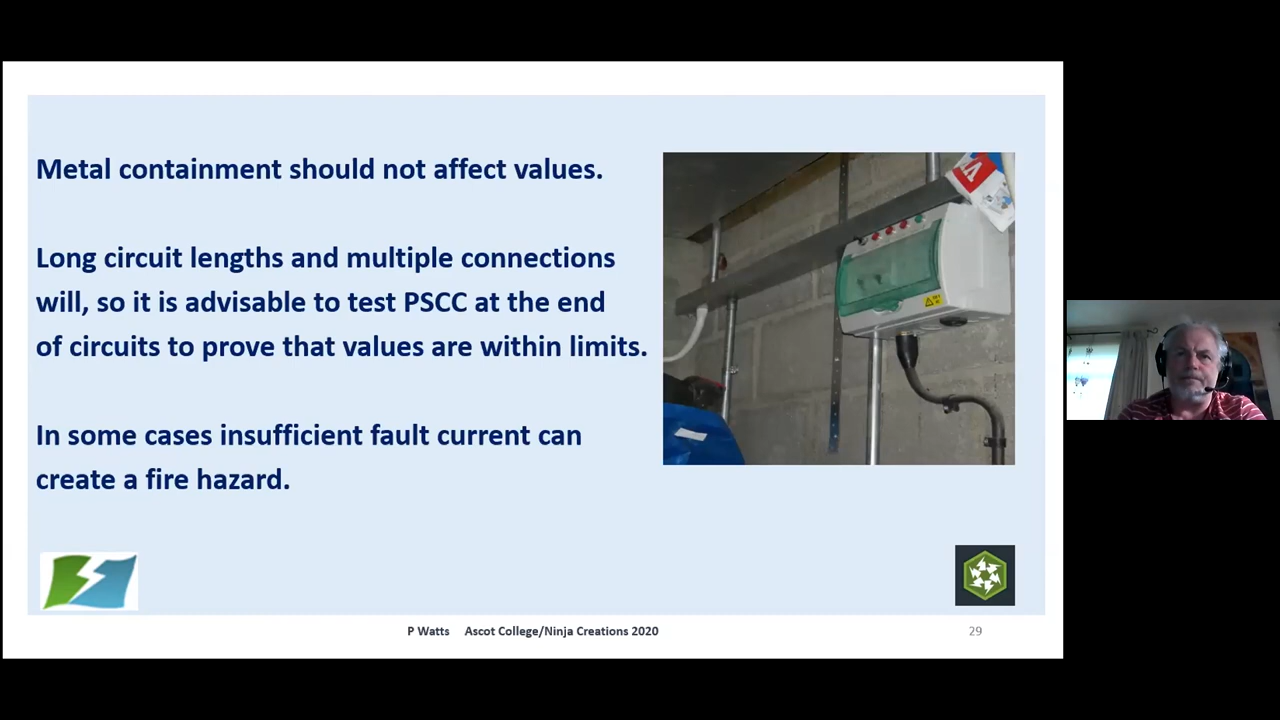 Metal containment should not affect values.
Long circuit lengths and multiple connections
will, so it is advisable to test PSCC at the end
of circuits to prove that values are within limits.
In some cases insufficient fault current can
create a fire hazard.
P Watts Ascot College/Ninja Creations 2020
29